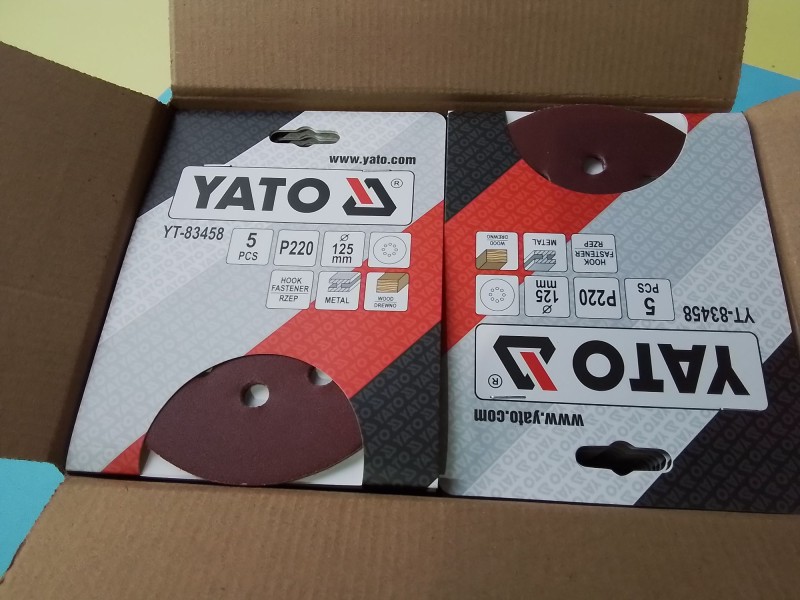 www.yato.com
YATO ®
YT-83458
5 PCS
P220
Ø 125 mm
HOOK FASTENER RZEP
METAL
WOOD DREWNO
WOOD DREWNO
METAL
HOOK FASTENER RZEP
Ø 125 mm
P220
5 PCS
YT-83458
YATO ®
www.yato.com